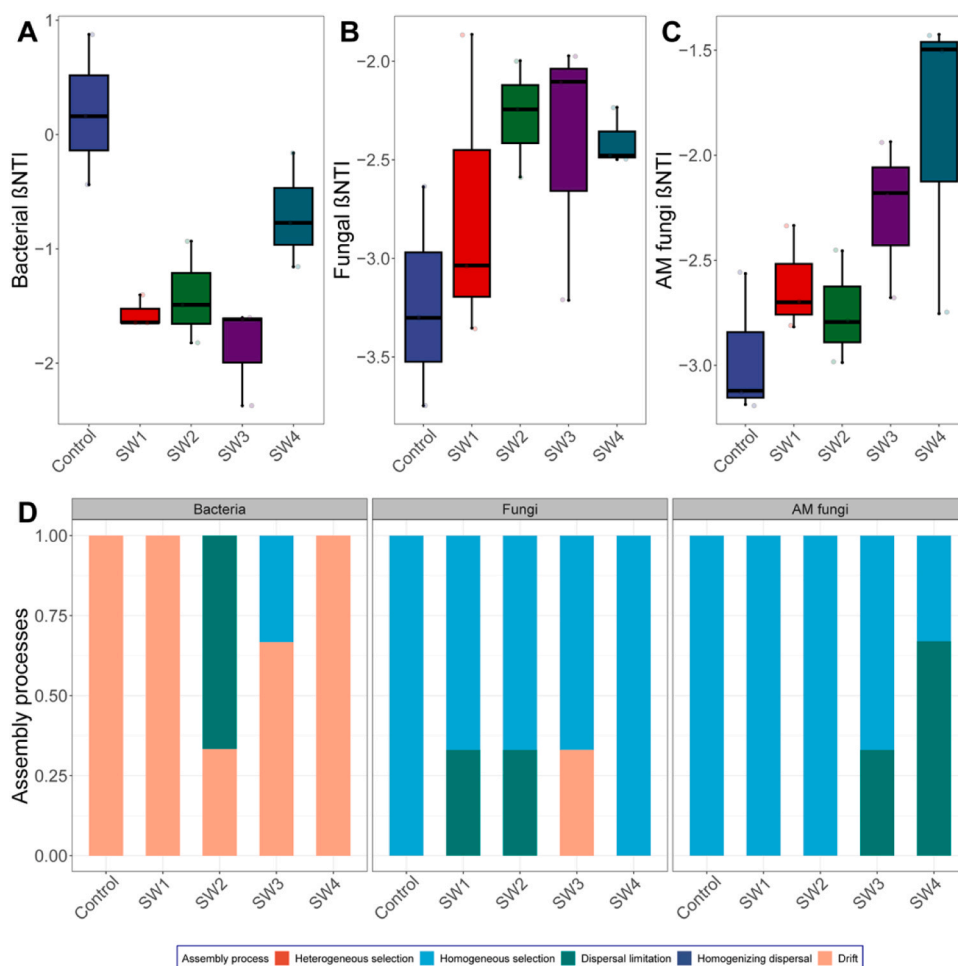 A
B
C
Bacterial ßNTI
1
0
−1
−2
Control
SW1
SW2
SW3
SW4
Fungal ßNTI
−2.0
−2.5
−3.0
−3.5
Control
SW1
SW2
SW3
SW4
AM fungi ßNTI
−1.5
−2.0
−2.5
−3.0
Control
SW1
SW2
SW3
SW4
D
Bacteria
Fungi
AM fungi
Assembly processes
1.00
0.75
0.50
0.25
0.00
Control
SW1
SW2
SW3
SW4
Control
SW1
SW2
SW3
SW4
Control
SW1
SW2
SW3
SW4
Assembly process
Heterogeneous selection
Homogeneous selection
Dispersal limitation
Homogenizing dispersal
Drift